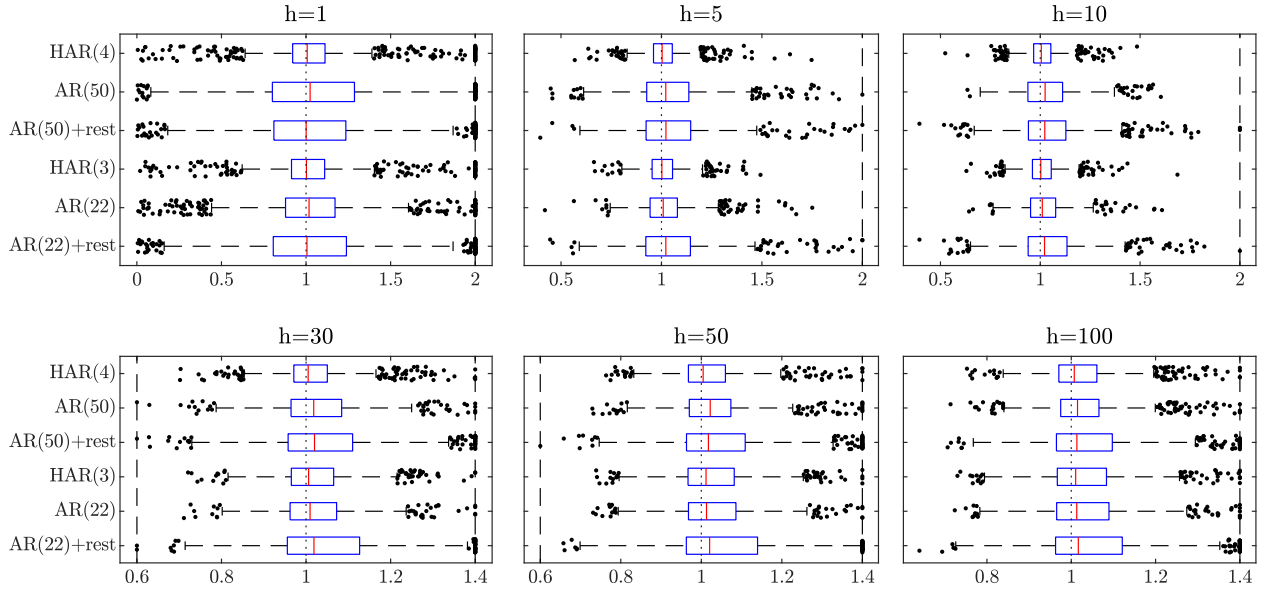 h=1
h=5
h=10
HAR(4)
AR(50)
AR(50)+rest
HAR(3)
AR(22)
AR(22)+rest
0 0.5 1 1.5 2
0.5 1 1.5 2
0.5 1 1.5 2
h=30
h=50
h=100
HAR(4)
AR(50)
AR(50)+rest
HAR(3)
AR(22)
AR(22)+rest
0.6 0.8 1 1.2 1.4
0.6 0.8 1 1.2 1.4
0.8 1 1.2 1.4